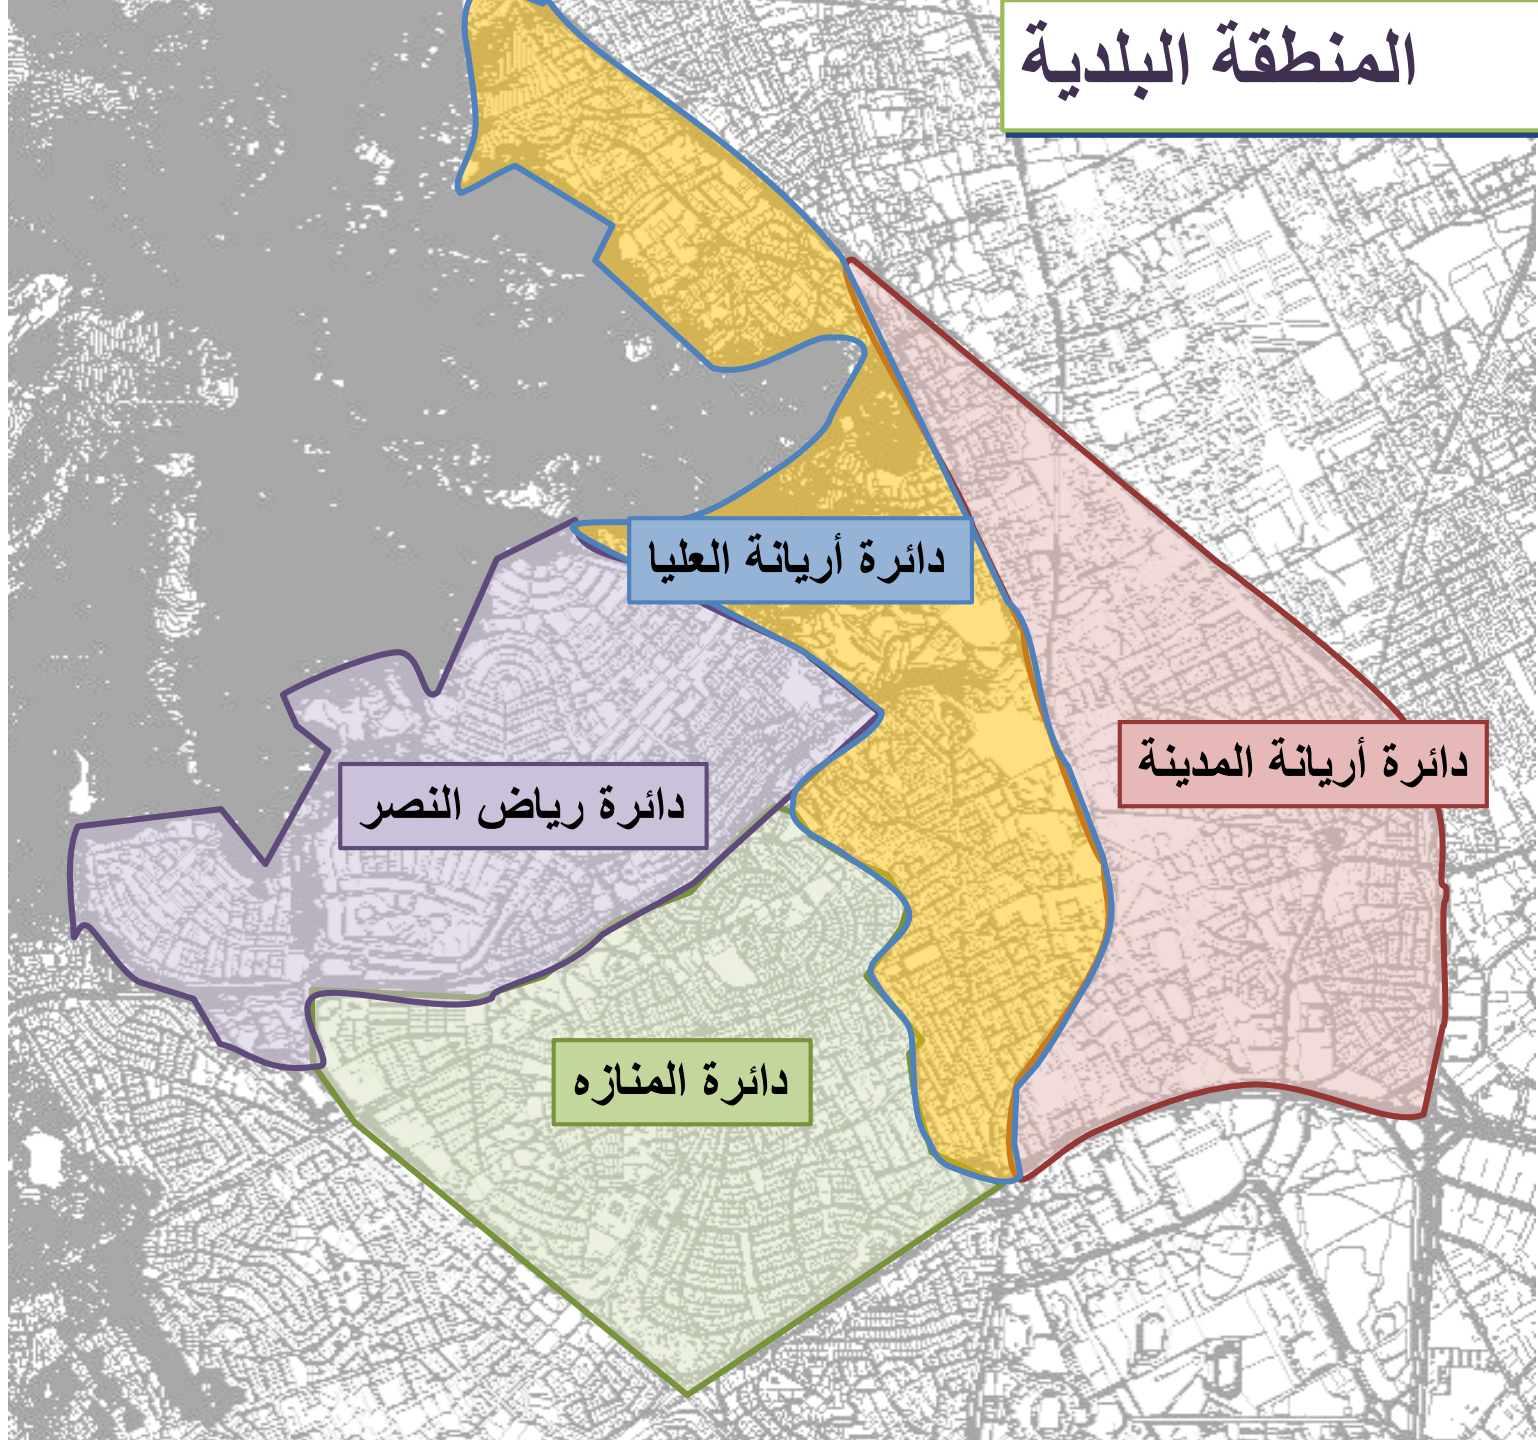 المنطقة البلدية
دائرة أريانة العليا
دائرة أريانة المدينة
دائرة رياض النصر
دائرة المنازه